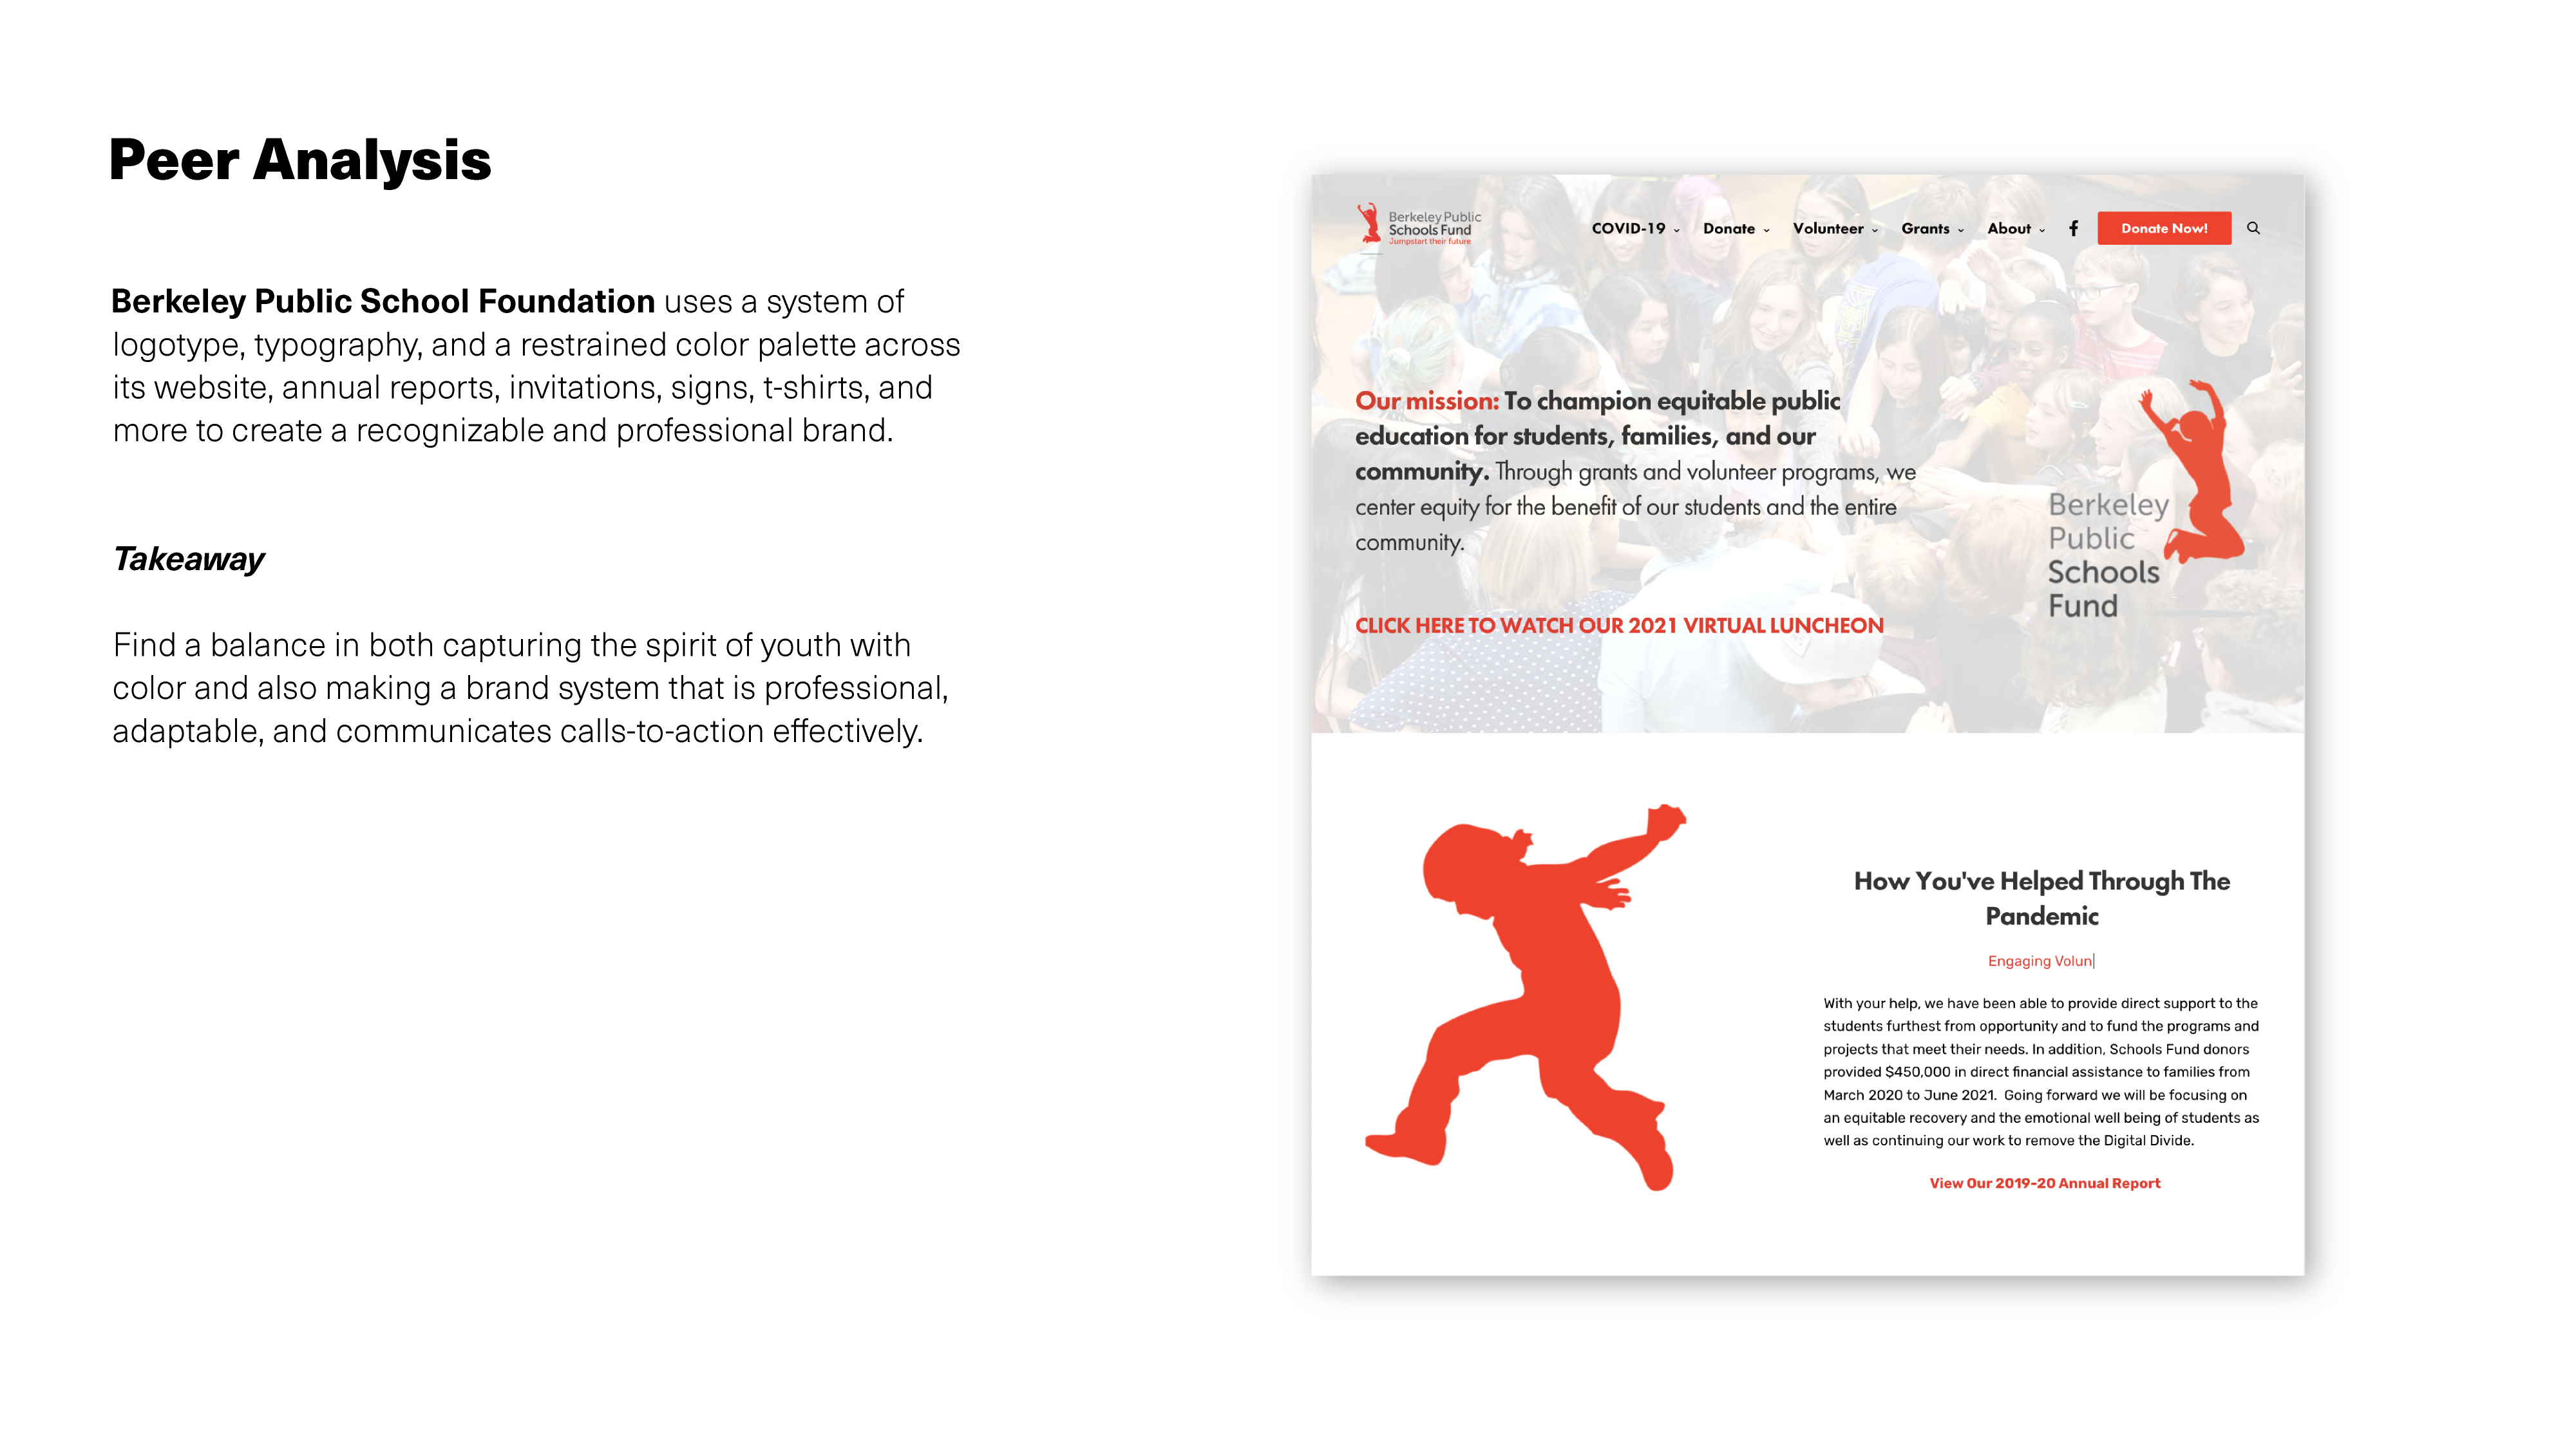 Peer Analysis
Berkeley Public School Foundation uses a system of
logotype, typography, and a restrained color palette across
its website, annual reports, invitations, signs, t-shirts, and
more to create a recognizable and professional brand.
Takeaway
Find a balance in both capturing the spirit of youth with
color and also making a brand system that is professional,
adaptable, and communicates calls-to-action effectively.
Berkeley Public
Schools Fund
Jumpstart their future
COVID-19 Donate Volunteer Grants About f Donate Now!
Our mission: To champion equitable public
education for students, families, and our
community. Through grants and volunteer programs, we
center equity for the benefit of our students and the entire
community.
CLICK HERE TO WATCH OUR 2021 VIRTUAL LUNCHEON
Berkeley
Public
Schools
Fund
How You've Helped Through The
Pandemic
Engaging Volun
With your help, we have been able to provide direct support to the
students furthest from opportunity and to fund the programs and
projects that meet their needs. In addition, Schools Fund donors
provided $450,000 in direct financial assistance to families from
March 2020 to June 2021. Going forward we will be focusing on
an equitable recovery and the emotional well being of students as
well as continuing our work to remove the Digital Divide.
View Our 2019-20 Annual Report